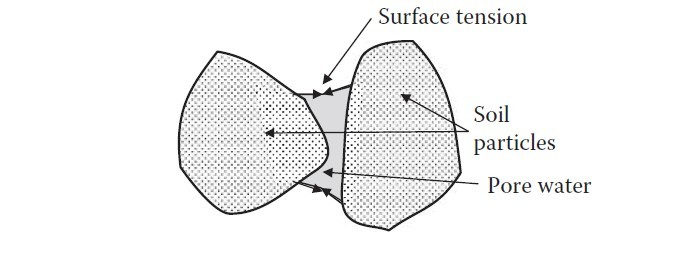 Surface tension
Soil
particles
Pore water